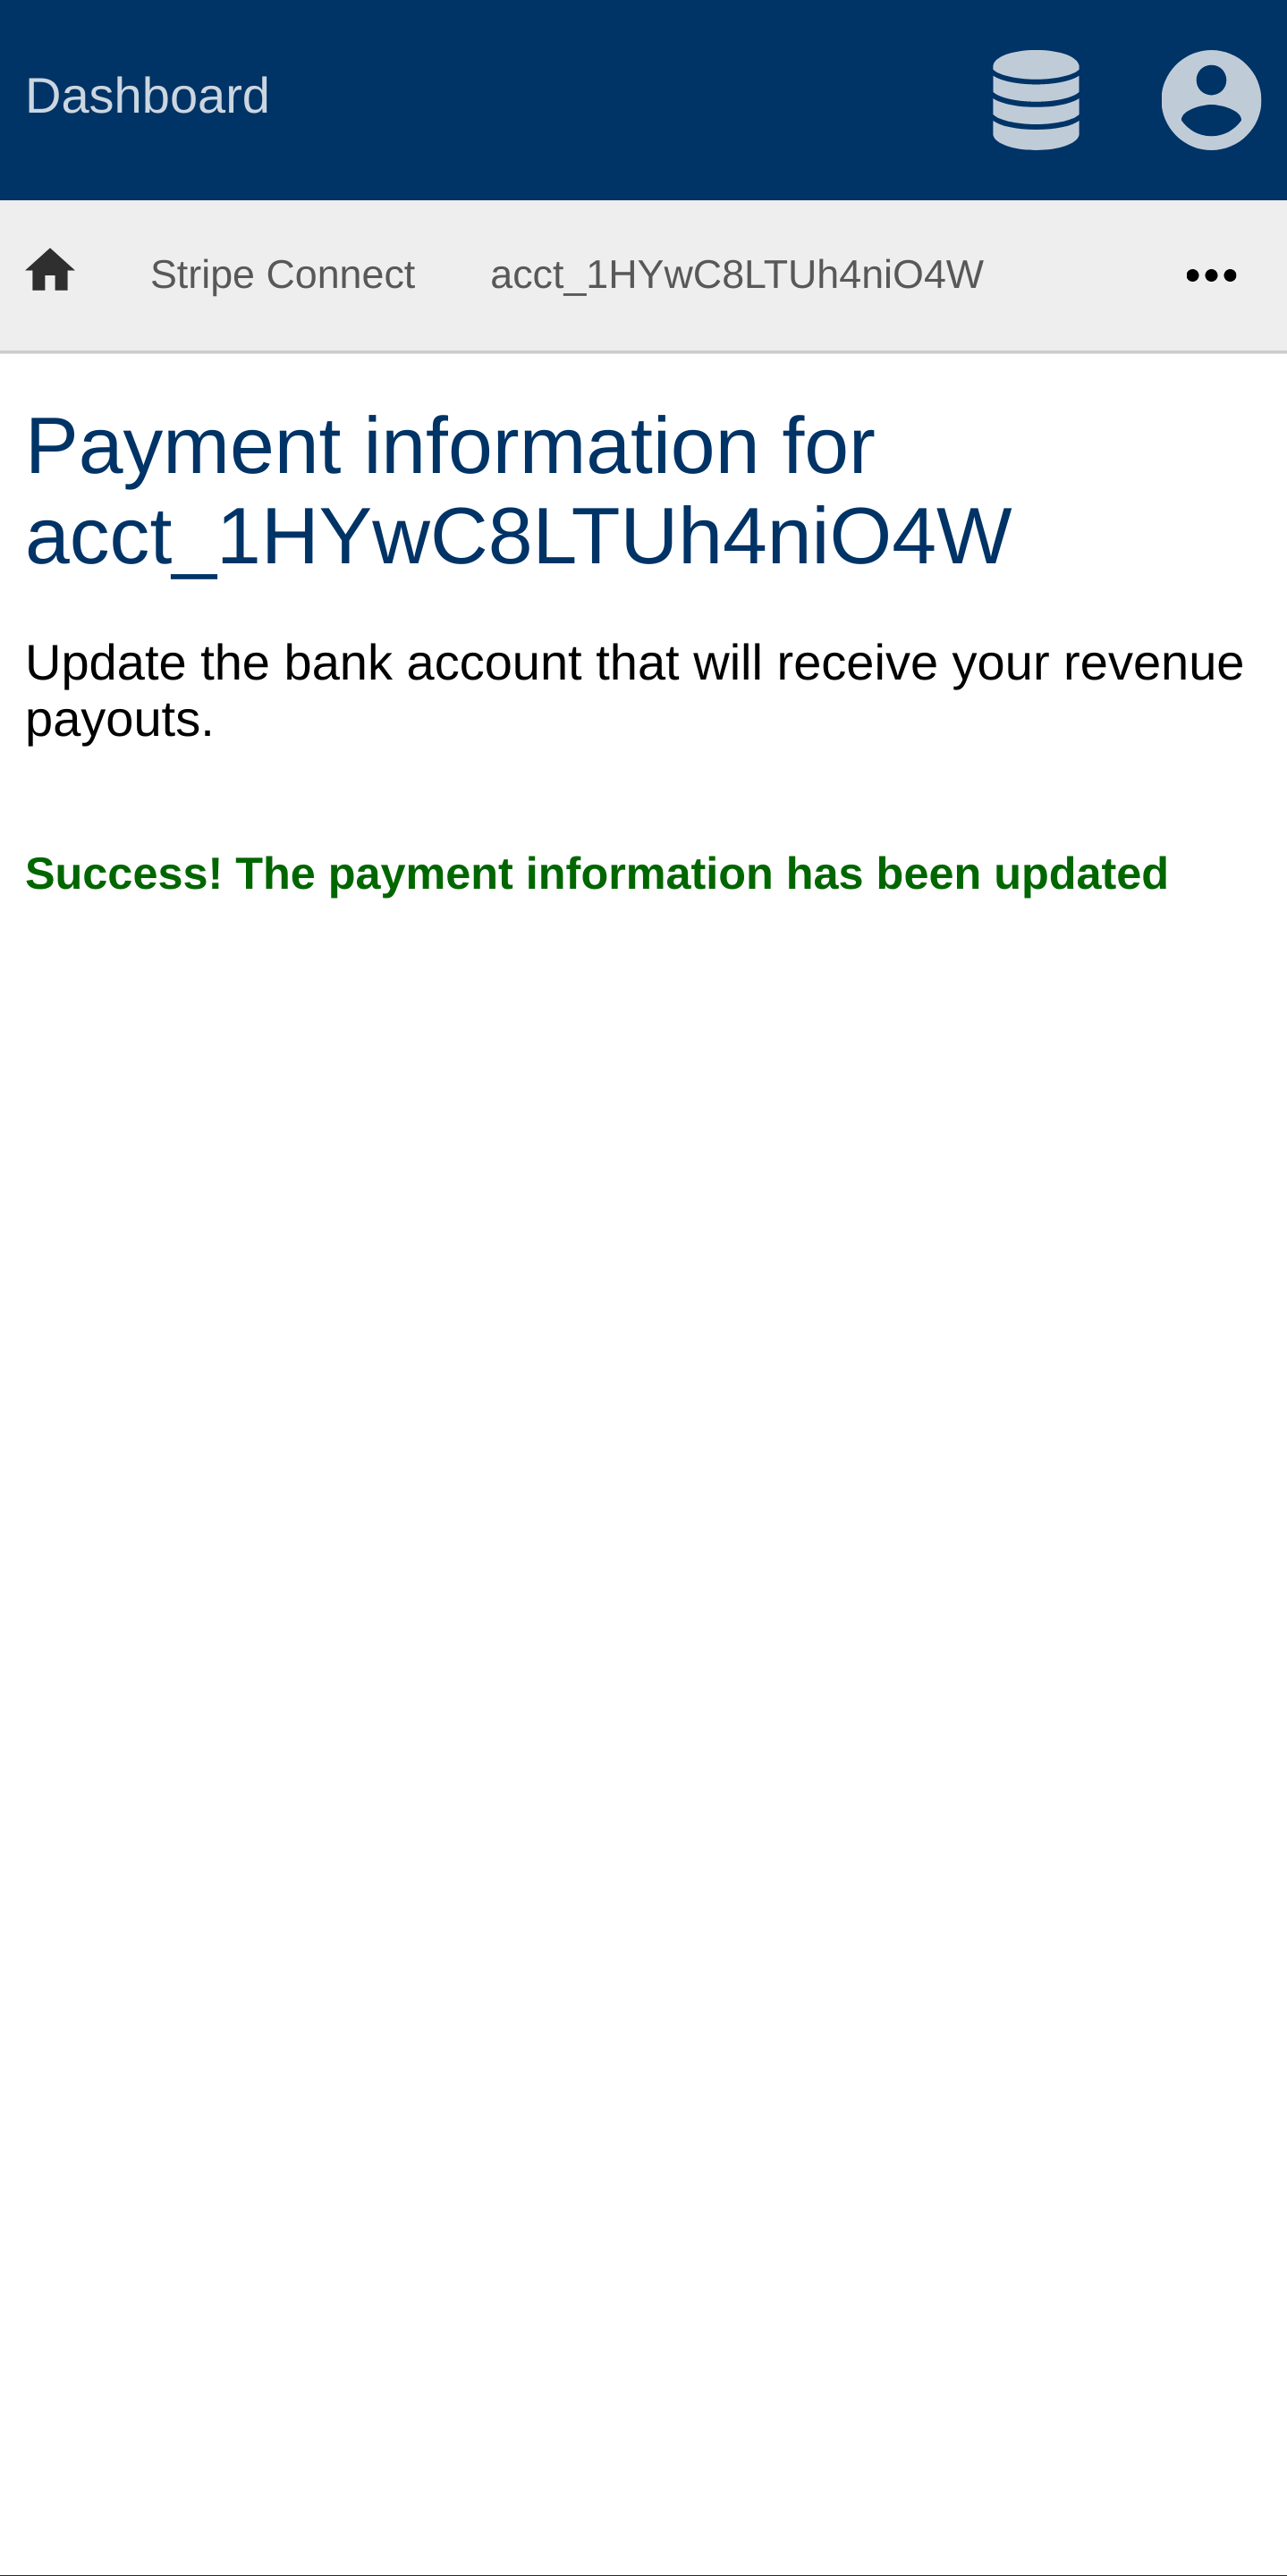 Dashboard
Stripe Connect acct_1HYwC8LTUh4niO4W
Payment information for
acct_1HYwC8LTUh4niO4W
Update the bank account that will receive your revenue
payouts.
Success! The payment information has been updated